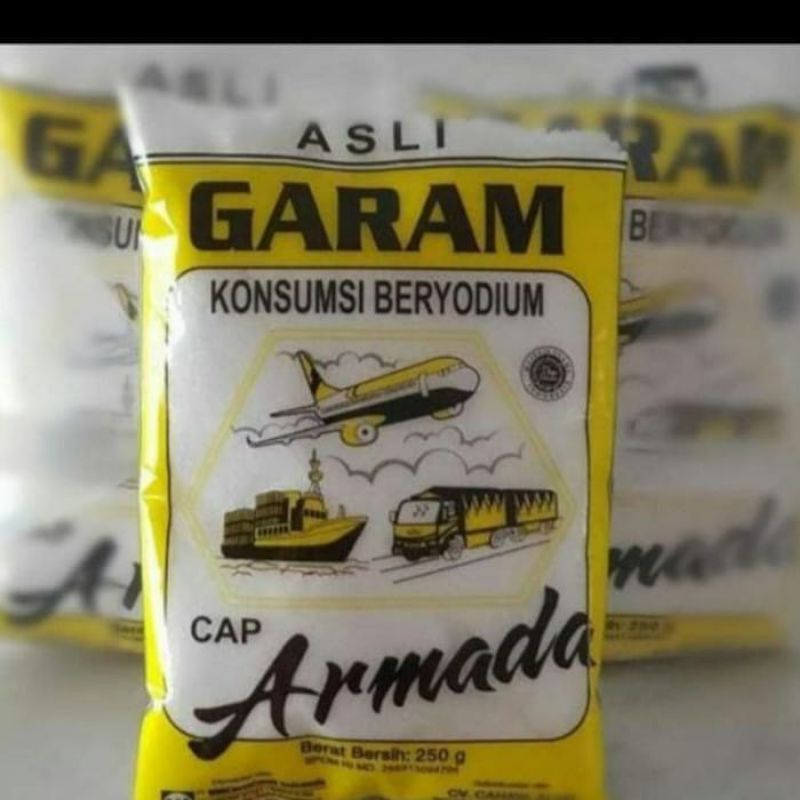 ASLI
GARAM
KONSUMSI BERYODIUM
CAP
Armada
Berat Bersih: 250 g